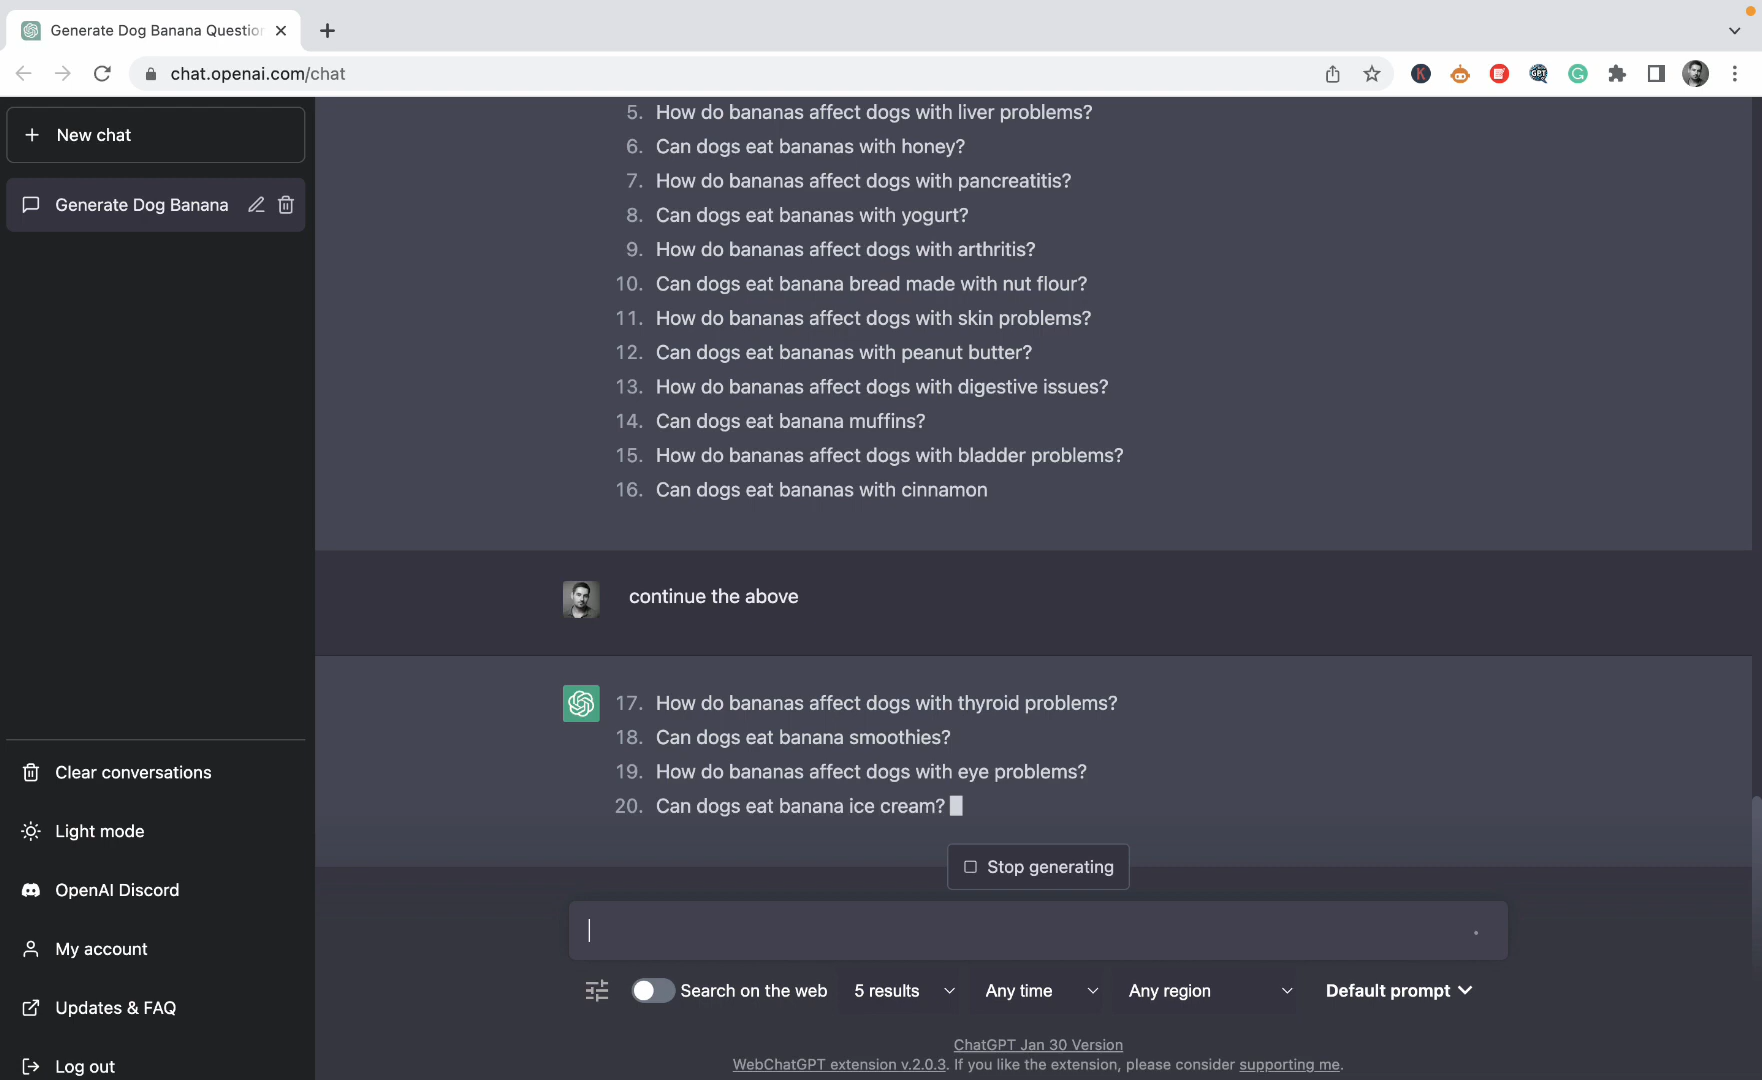 Generate Dog Banana Question
chat.openai.com/chat
K
GPT
G
New chat
Generate Dog Banana
Clear conversations
Light mode
OpenAI Discord
My account
Updates & FAQ
Log out
5. How do bananas affect dogs with liver problems?
6. Can dogs eat bananas with honey?
7. How do bananas affect dogs with pancreatitis?
8. Can dogs eat bananas with yogurt?
9. How do bananas affect dogs with arthritis?
10. Can dogs eat banana bread made with nut flour?
11. How do bananas affect dogs with skin problems?
12. Can dogs eat bananas with peanut butter?
13. How do bananas affect dogs with digestive issues?
14. Can dogs eat banana muffins?
15. How do bananas affect dogs with bladder problems?
16. Can dogs eat bananas with cinnamon
continue the above
17. How do bananas affect dogs with thyroid problems?
18. Can dogs eat banana smoothies?
19. How do bananas affect dogs with eye problems?
20. Can dogs eat banana ice cream?
Stop generating
Search on the web 5 results Any time Any region Default prompt
ChatGPT Jan 30 Version
WebChatGPT extension v.2.0.3. If you like the extension, please consider supporting me.